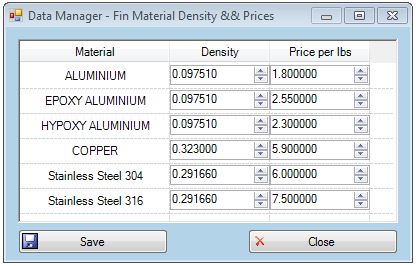 Data Manager - Fin Material Density && Prices
Material Density Price per lbs
ALUMINIUM 0.097510 1.800000
EPOXY ALUMINIUM 0.097510 2.550000
HYPOXY ALUMINIUM 0.097510 2.300000
COPPER 0.323000 5.900000
Stainless Steel 304 0.291660 6.000000
Stainless Steel 316 0.291660 7.500000
Save Close